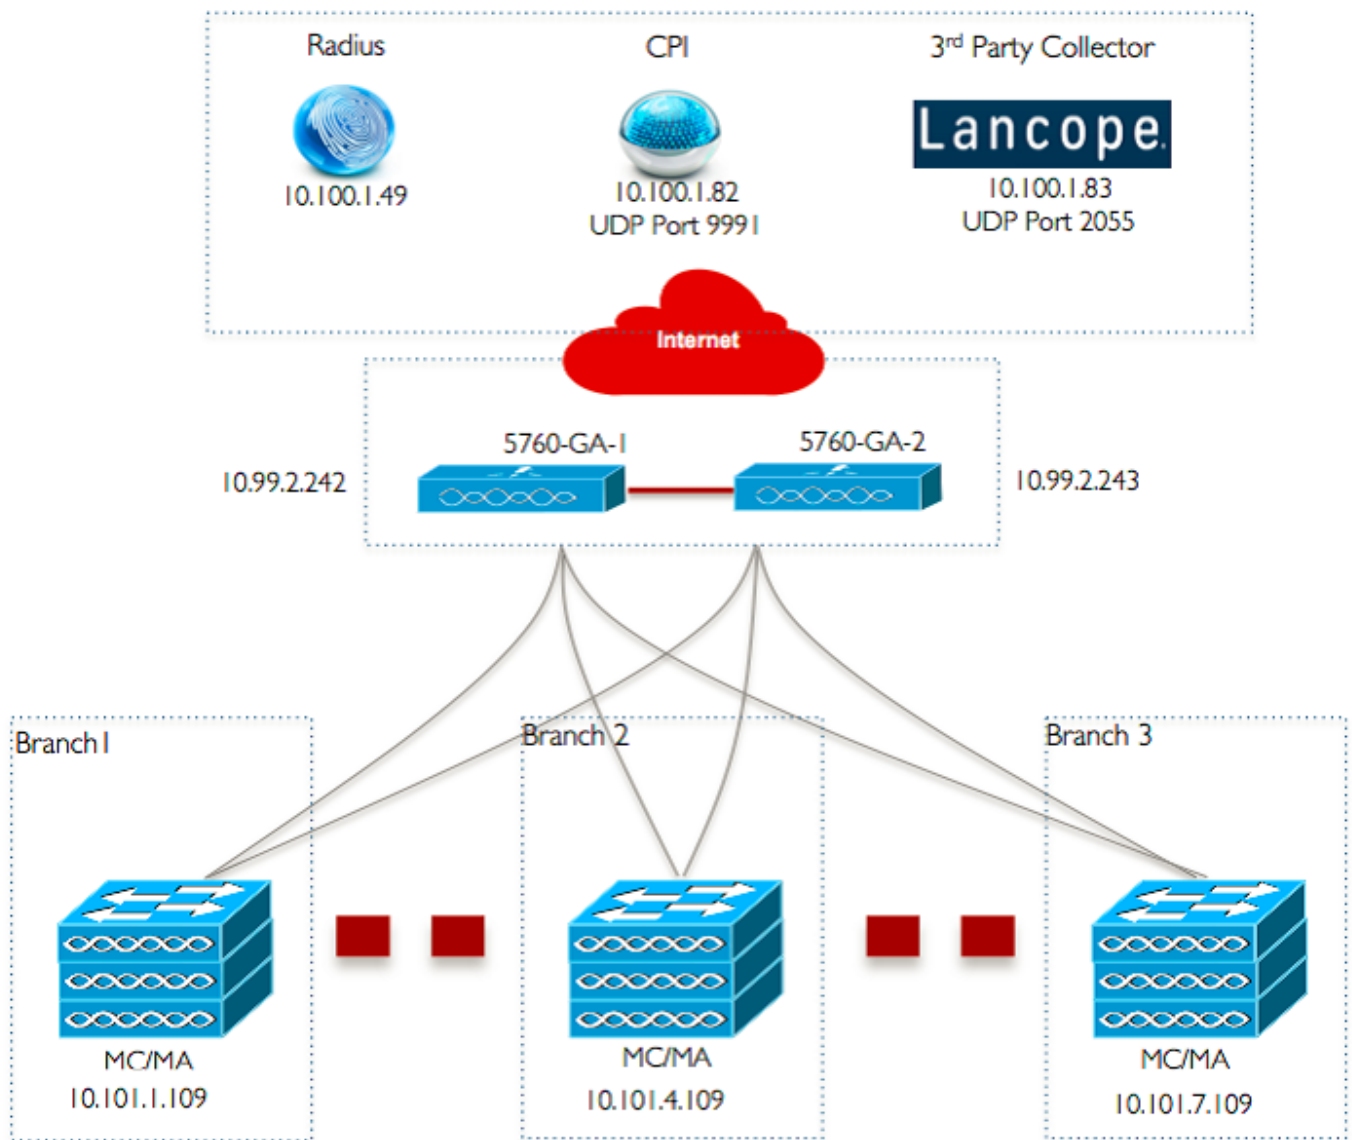 Radius
CPI
3rd Party Collector
Lancope.
10.100.1.49
10.100.1.82
UDP Port 9991
10.100.1.83
UDP Port 2055
Internet
5760-GA-1
5760-GA-2
10.99.2.242
10.99.2.243
Branch1
Branch 2
Branch 3
MC/MA
10.101.1.109
MC/MA
10.101.4.109
MC/MA
10.101.7.109